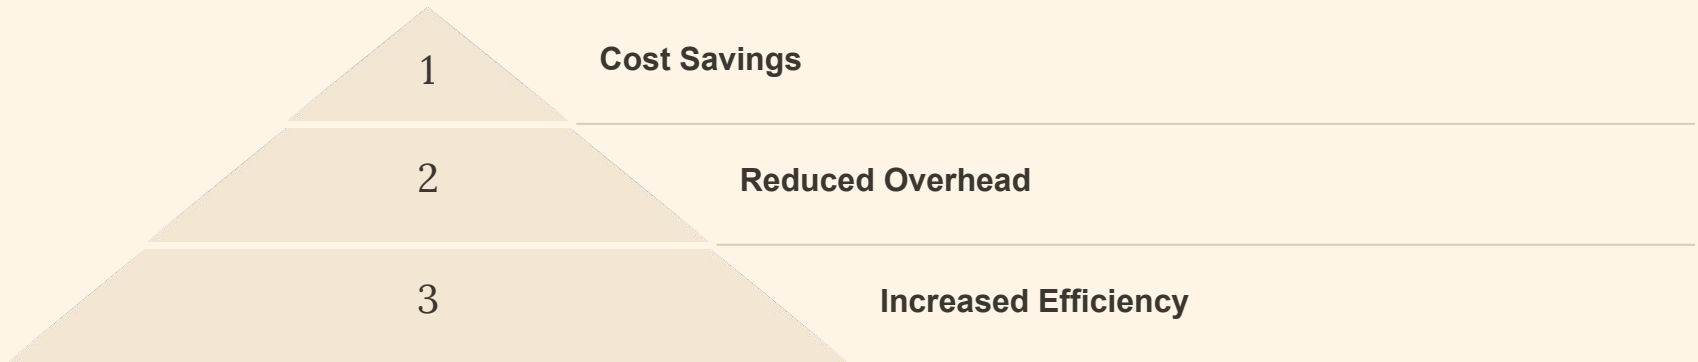 1
Cost Savings
2
Reduced Overhead
3
Increased Efficiency